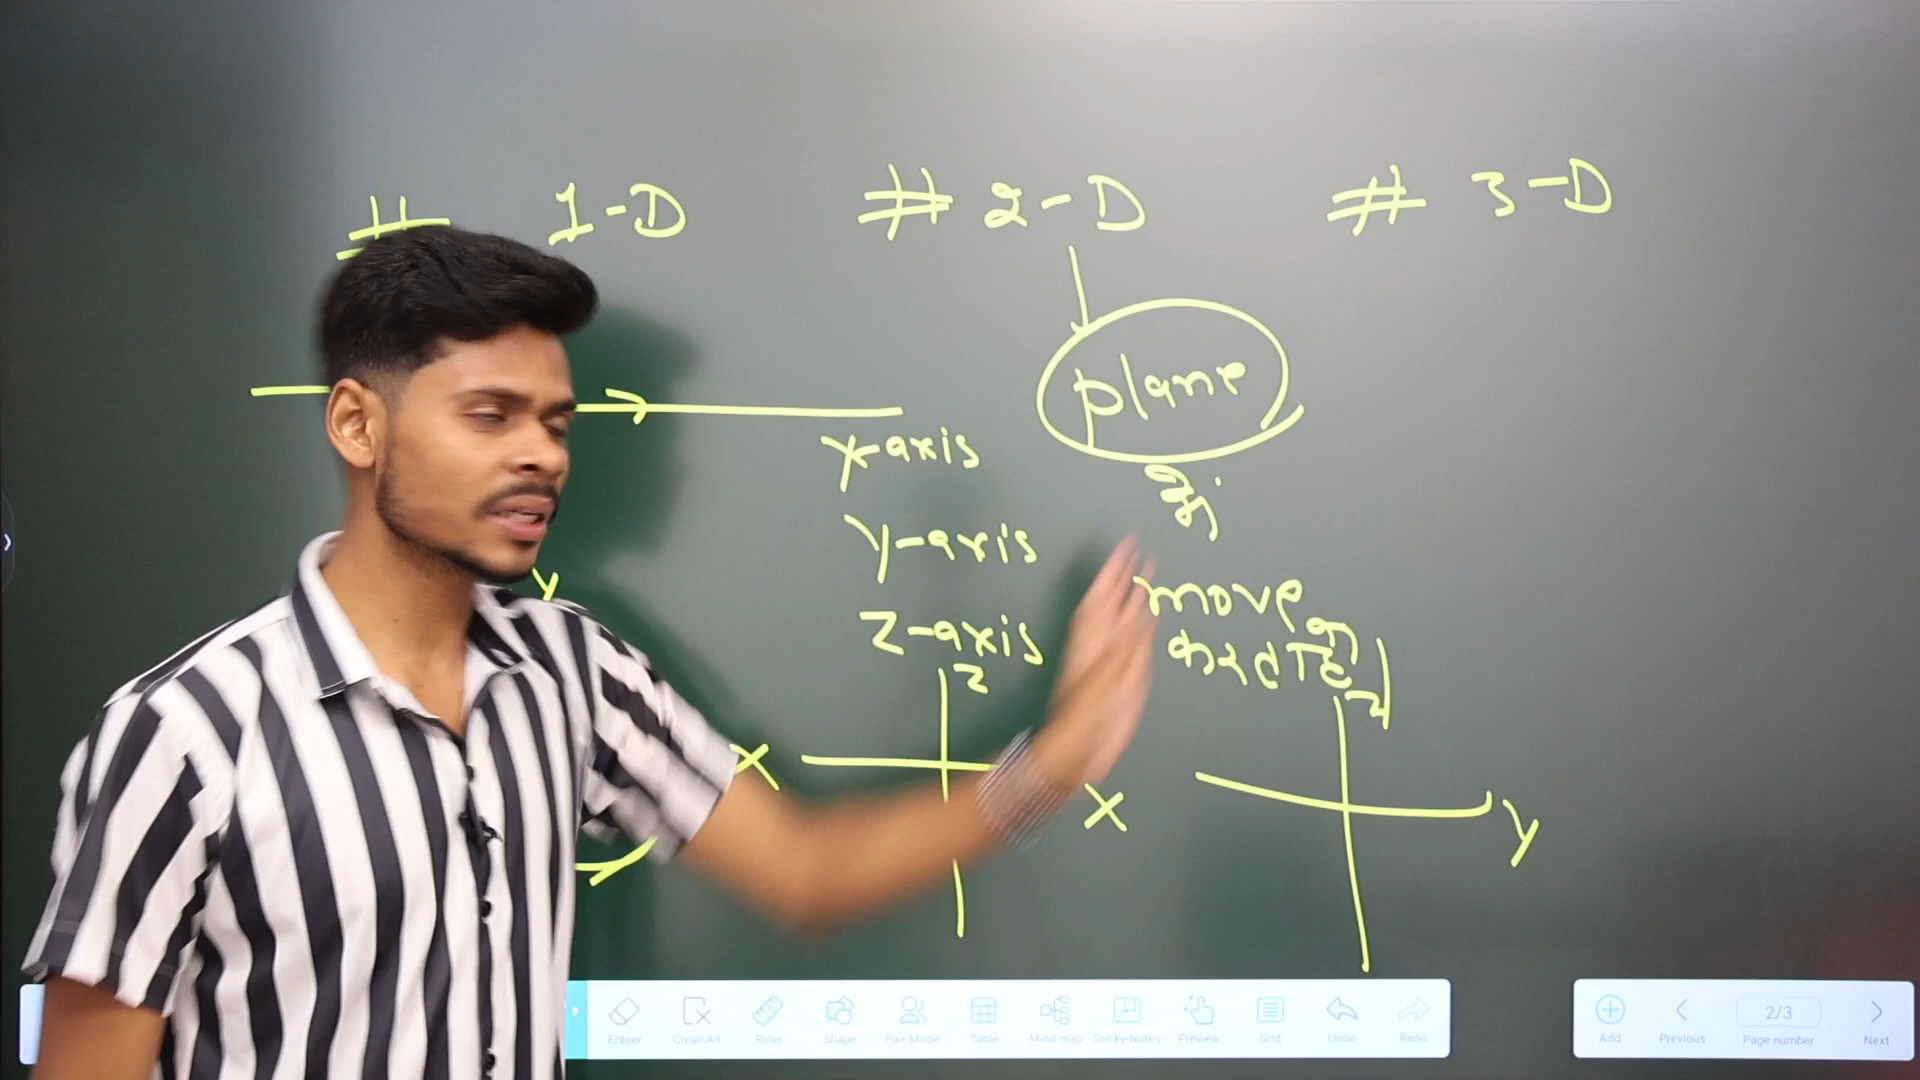 # 1-D
# 2-D
# 3-D
plane
में
x-axis
y-axis
z-axis
move
करता है
y
x
z
x
z
y
Eraser
Clean All
Ruler
Shape
Pair Mode
Table
Mind map
Sticky-Notes
Preview
Grid
Undo
Redo
Add
Previous
2/3
Page number
Next